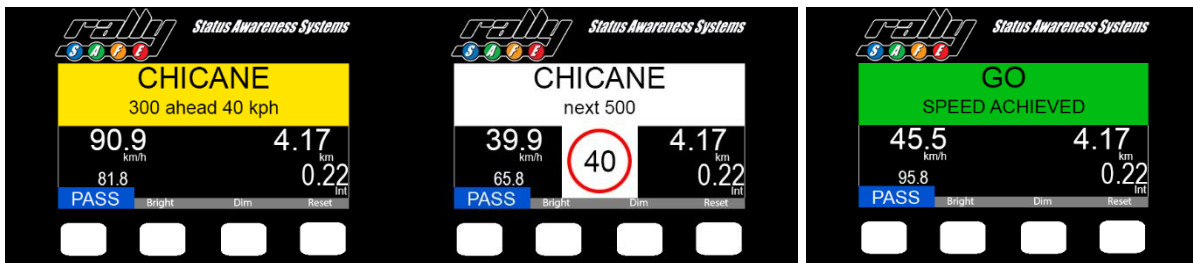 rally
SAFE
Status Awareness Systems
CHICANE
300 ahead 40 kph
90.9
km/h
4.17
km
81.8
0.22
Int
PASS
Bright
Dim
Reset
rally
SAFE
Status Awareness Systems
CHICANE
next 500
39.9
km/h
40
4.17
km
65.8
0.22
Int
PASS
Bright
Dim
Reset
rally
SAFE
Status Awareness Systems
GO
SPEED ACHIEVED
45.5
km/h
4.17
km
95.8
0.22
Int
PASS
Bright
Dim
Reset